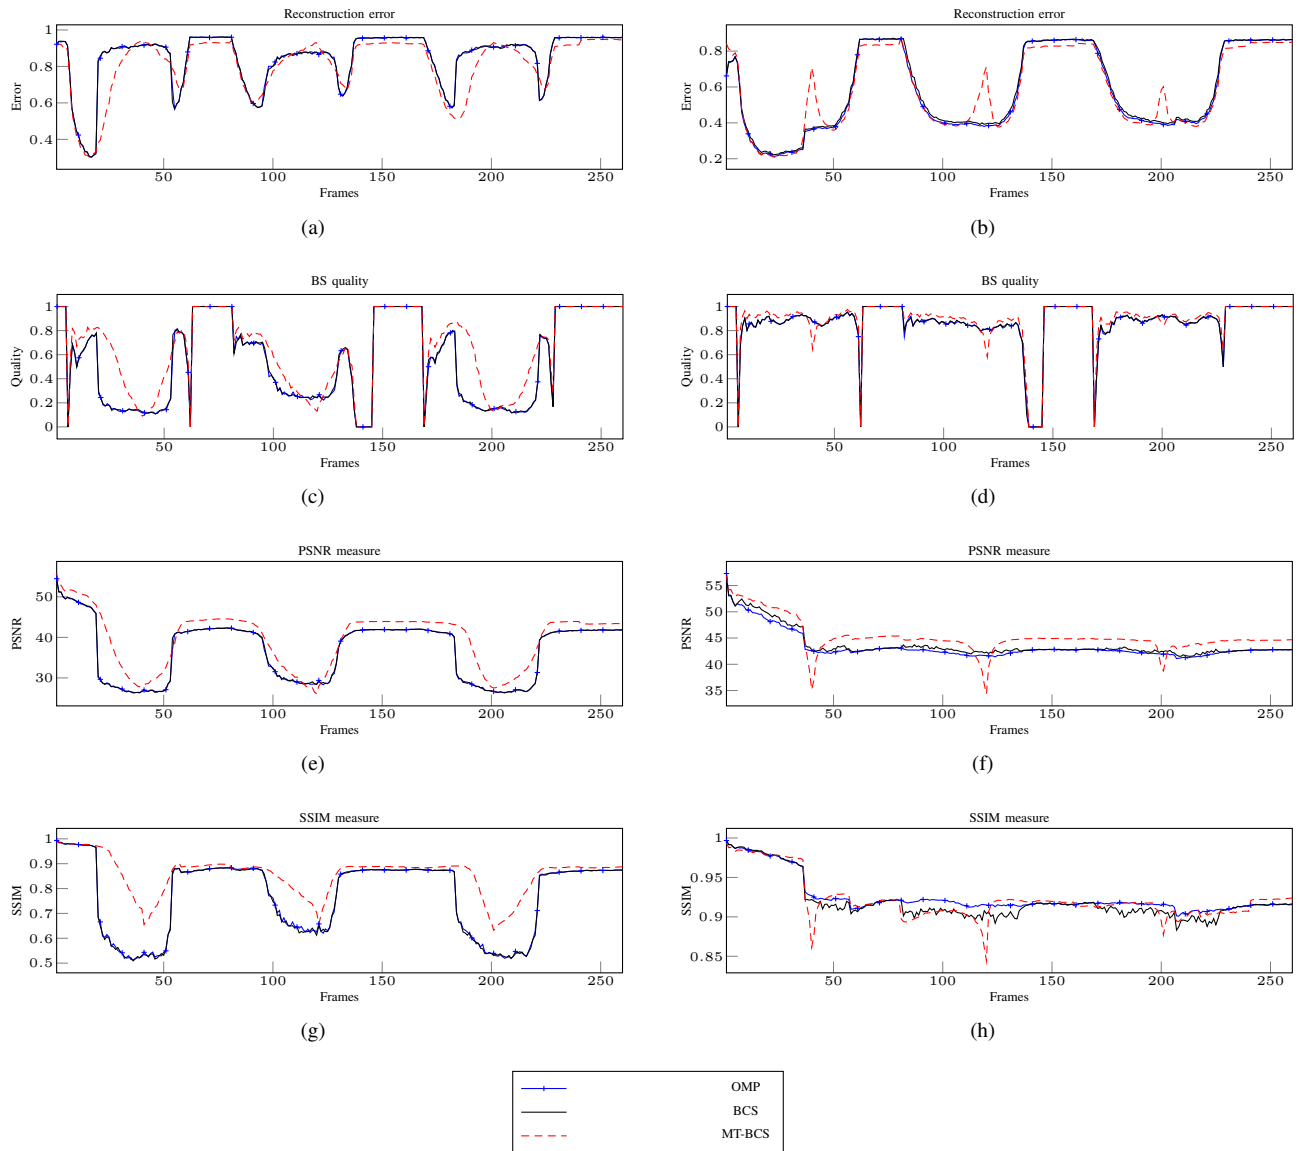 Reconstruction error
1
0.8
0.6
0.4
Error
50
100
150
200
250
Frames
(a)
Reconstruction error
0.8
0.6
0.4
0.2
Error
50
100
150
200
250
Frames
(b)
BS quality
1
0.8
0.6
0.4
0.2
0
Quality
50
100
150
200
250
Frames
(c)
BS quality
1
0.8
0.6
0.4
0.2
0
Quality
50
100
150
200
250
Frames
(d)
PSNR measure
50
40
30
PSNR
50
100
150
200
250
Frames
(e)
PSNR measure
55
50
45
40
35
PSNR
50
100
150
200
250
Frames
(f)
SSIM measure
1
0.9
0.8
0.7
0.6
0.5
SSIM
50
100
150
200
250
Frames
(g)
SSIM measure
1
0.95
0.9
0.85
SSIM
50
100
150
200
250
Frames
(h)
OMP
BCS
MT-BCS